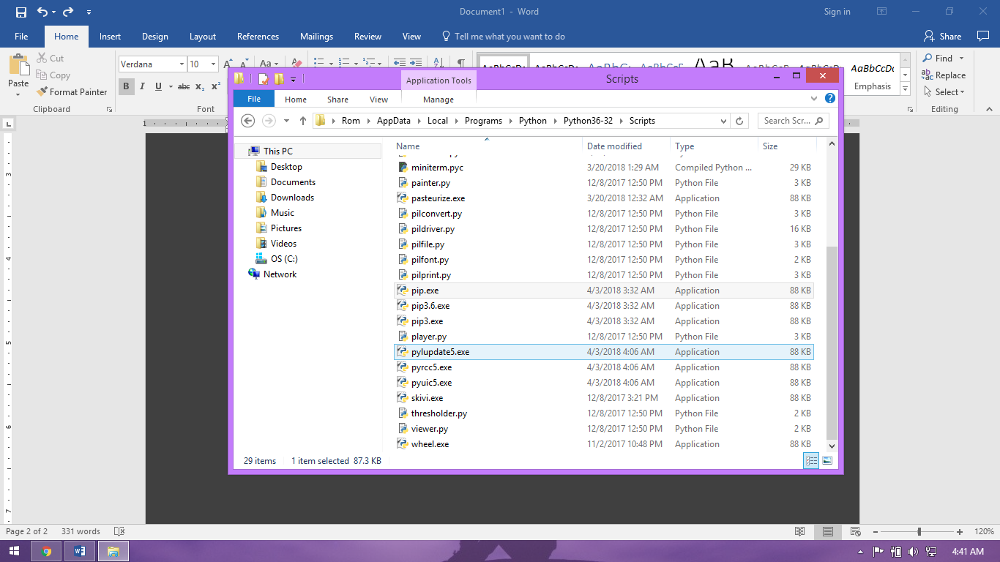 Document1 - Word
Sign in
File Home Insert Design Layout References Mailings Review View Tell me what you want to do Share
Paste
Cut
Copy
Format Painter
Clipboard
Verdana 10
B I U abc x₂ x²
Font
Aa
AaBbCcDc
Emphasis
Find
Replace
Select
Editing
Application Tools
Scripts
File Home Share View Manage
Rom AppData Local Programs Python Python36-32 Scripts
Search Scr...
This PC
Desktop
Documents
Downloads
Music
Pictures
Videos
OS (C:)
Network
Name Date modified Type Size
miniterm.pyc 3/20/2018 1:29 AM Compiled Python ... 29 KB
painter.py 12/8/2017 12:50 PM Python File 3 KB
pasteurize.exe 3/20/2018 12:32 AM Application 88 KB
pilconvert.py 12/8/2017 12:50 PM Python File 3 KB
pildriver.py 12/8/2017 12:50 PM Python File 16 KB
pilfile.py 12/8/2017 12:50 PM Python File 3 KB
pilfont.py 12/8/2017 12:50 PM Python File 2 KB
pilprint.py 12/8/2017 12:50 PM Python File 3 KB
pip.exe 4/3/2018 3:32 AM Application 88 KB
pip3.6.exe 4/3/2018 3:32 AM Application 88 KB
pip3.exe 4/3/2018 3:32 AM Application 88 KB
player.py 12/8/2017 12:50 PM Python File 3 KB
pylupdate5.exe 4/3/2018 4:06 AM Application 88 KB
pyrcc5.exe 4/3/2018 4:06 AM Application 88 KB
pyuic5.exe 4/3/2018 4:06 AM Application 88 KB
skivi.exe 12/8/2017 3:21 PM Application 88 KB
thresholder.py 12/8/2017 12:50 PM Python File 2 KB
viewer.py 12/8/2017 12:50 PM Python File 2 KB
wheel.exe 11/2/2017 10:48 PM Application 88 KB
29 items 1 item selected 87.3 KB
1
3
4
5
6
7
Page 2 of 2 331 words
120%
4:41 AM